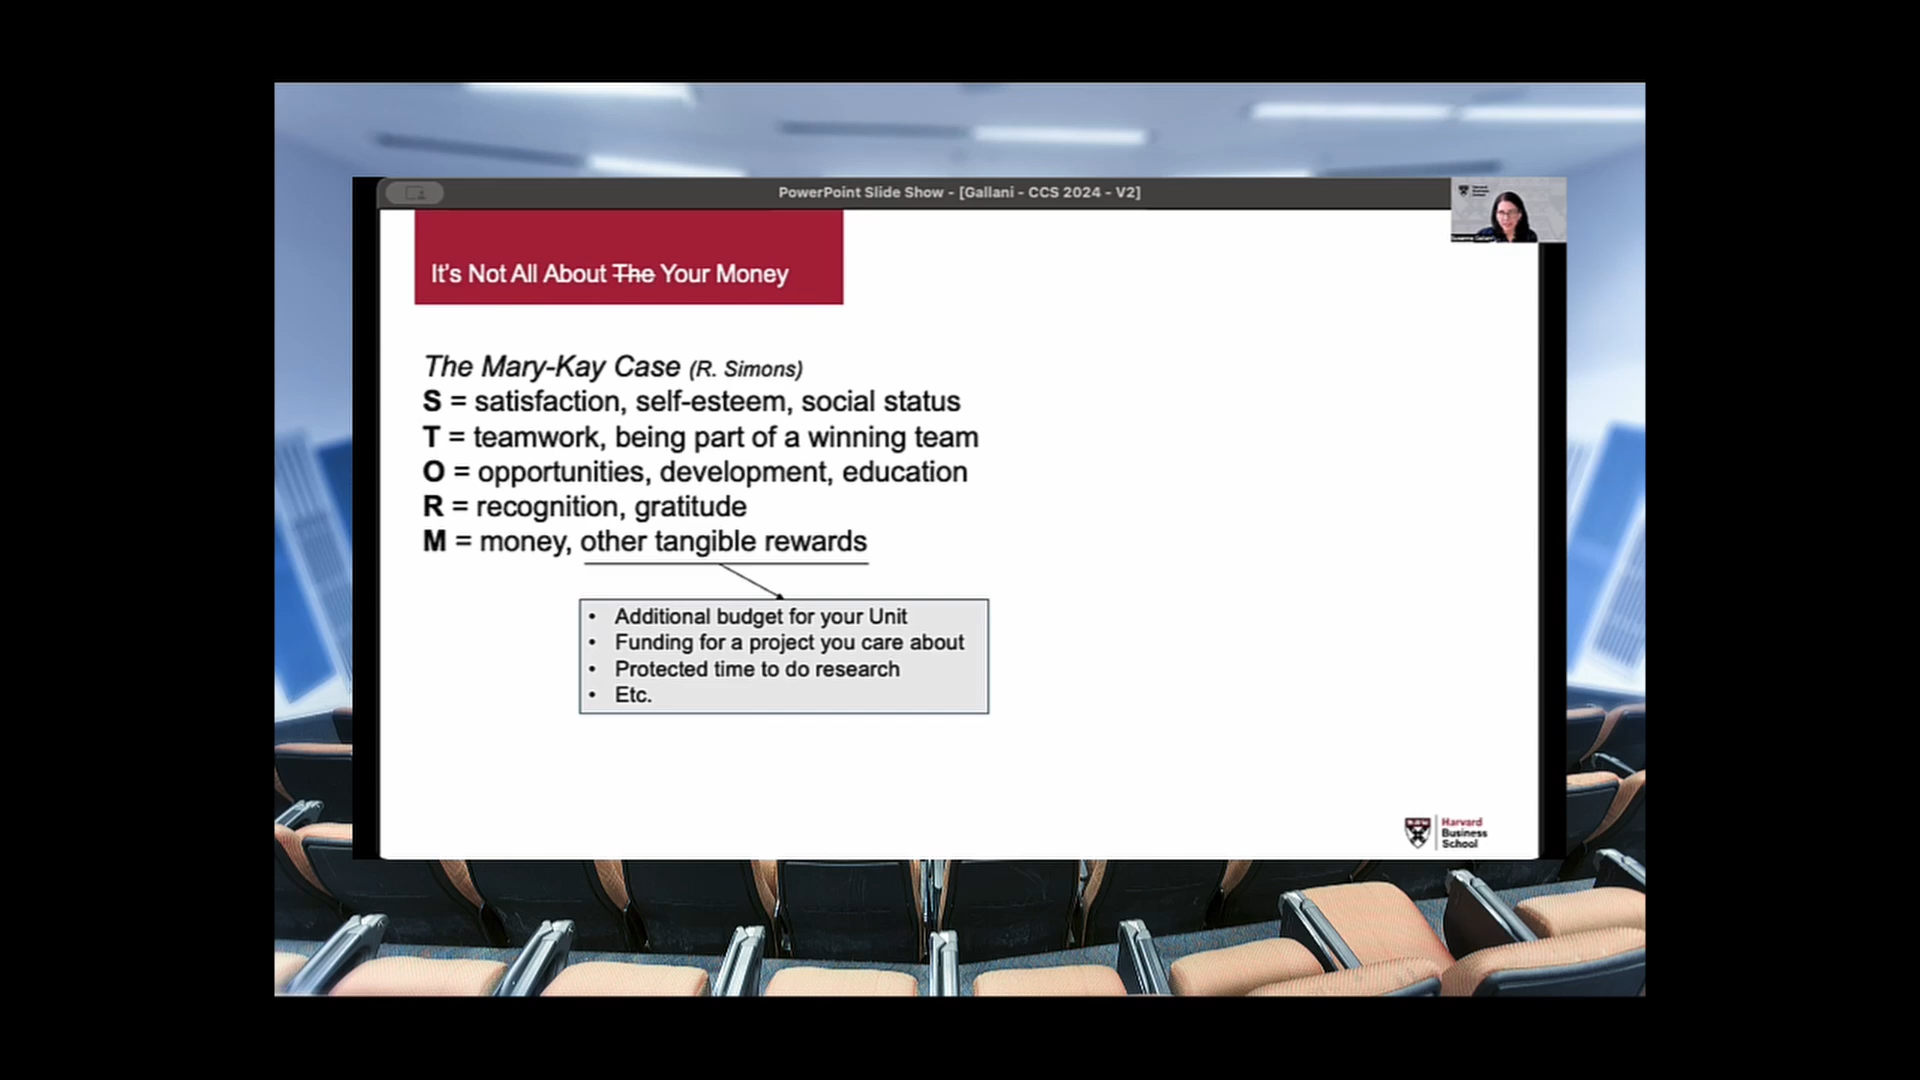 PowerPoint Slide Show - [Gallani - CCS 2024 - V2]
It's Not All About The Your Money
The Mary-Kay Case (R. Simons)
S = satisfaction, self-esteem, social status
T = teamwork, being part of a winning team
O = opportunities, development, education
R = recognition, gratitude
M = money, other tangible rewards
• Additional budget for your Unit
• Funding for a project you care about
• Protected time to do research
• Etc.
Harvard
Business
School